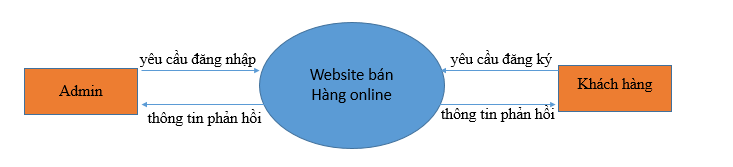 yêu cầu đăng nhập
yêu cầu đăng ký
Admin
Website bán
Hàng online
Khách hàng
thông tin phản hồi
thông tin phản hồi